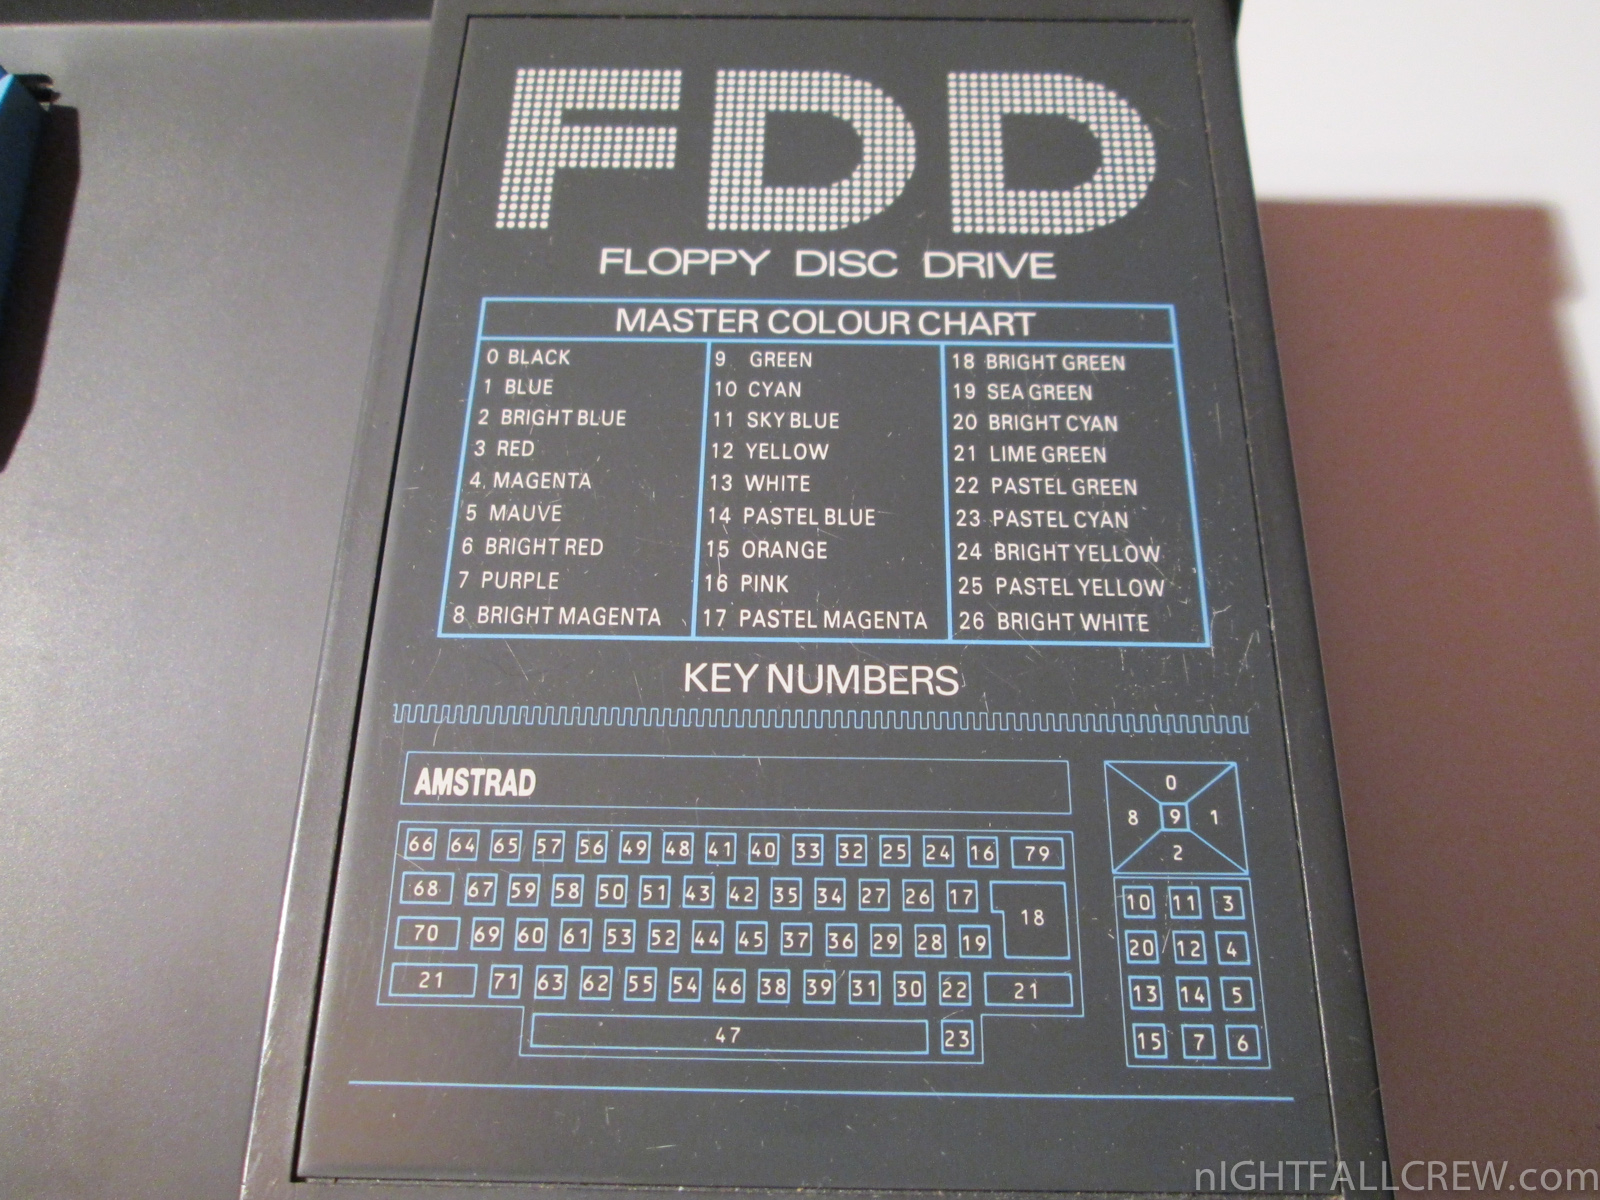 FDD
FLOPPY DISC DRIVE
MASTER COLOUR CHART
0 BLACK
1 BLUE
2 BRIGHT BLUE
3 RED
4 MAGENTA
5 MAUVE
6 BRIGHT RED
7 PURPLE
8 BRIGHT MAGENTA
9 GREEN
10 CYAN
11 SKY BLUE
12 YELLOW
13 WHITE
14 PASTEL BLUE
15 ORANGE
16 PINK
17 PASTEL MAGENTA
18 BRIGHT GREEN
19 SEA GREEN
20 BRIGHT CYAN
21 LIME GREEN
22 PASTEL GREEN
23 PASTEL CYAN
24 BRIGHT YELLOW
25 PASTEL YELLOW
26 BRIGHT WHITE
KEY NUMBERS
AMSTRAD
66 64 65 57 56 49 48 41 40 33 32 25 24 16 79
68 67 59 58 50 51 43 42 35 34 27 26 17 18
70 69 60 61 53 52 44 45 37 36 29 28 19
21 71 63 62 55 54 46 38 39 31 30 22 21
47 23
0
8 9 1
2
10 11 3
20 12 4
13 14 5
15 7 6
nIGHTFALLCREW.com